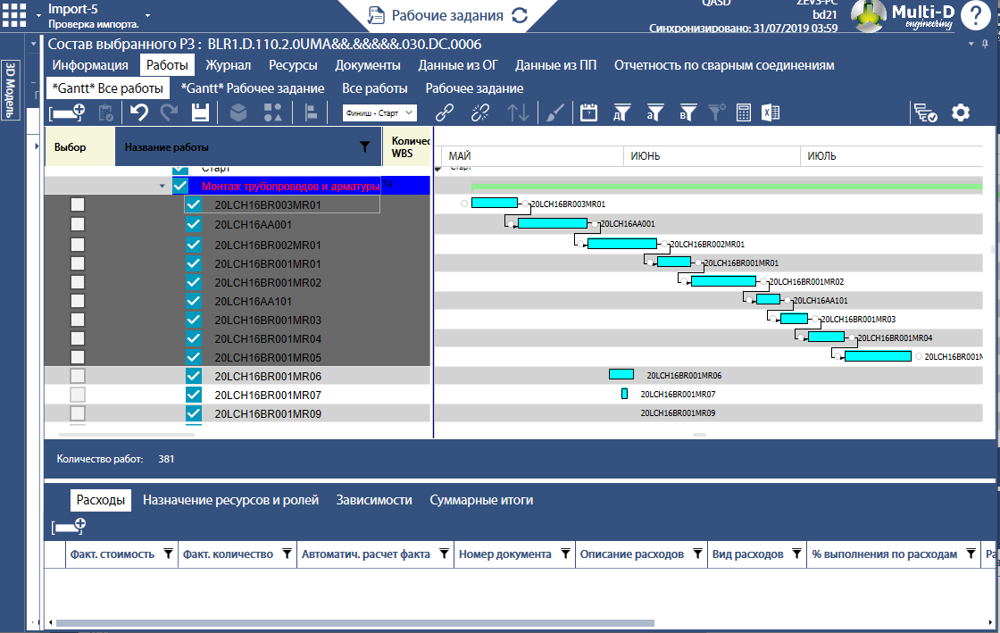 Import-5
Проверка импорта.
Рабочие задания
QASD
ZEVS-PC
bd21
Синхронизировано: 31/07/2019 03:59
Multi-D
engineering
?
Состав выбранного РЗ : BLR1.D.110.2.0UMA&&.&&&&&.030.DC.0006
3D Модель
Информация Работы Журнал Ресурсы Документы Данные из ОГ Данные из ПП Отчетность по сварным соединениям
*Gantt* Все работы *Gantt* Рабочее задание Все работы Рабочее задание
Финиш - Старт
Выбор Название работы Количес WBS
МАЙ ИЮНЬ ИЮЛЬ
Старт Старт
Монтаж трубопроводов и арматуры
20LCH16BR003MR01 20LCH16BR003MR01
20LCH16AA001 20LCH16AA001
20LCH16BR002MR01 20LCH16BR002MR01
20LCH16BR001MR01 20LCH16BR001MR01
20LCH16BR001MR02 20LCH16BR001MR02
20LCH16AA101 20LCH16AA101
20LCH16BR001MR03 20LCH16BR001MR03
20LCH16BR001MR04 20LCH16BR001MR04
20LCH16BR001MR05 20LCH16BR001M
20LCH16BR001MR06 20LCH16BR001MR06
20LCH16BR001MR07 20LCH16BR001MR07
20LCH16BR001MR09 20LCH16BR001MR09
Количество работ: 381
Расходы Назначение ресурсов и ролей Зависимости Суммарные итоги
Факт. стоимость Факт. количество Автоматич. расчет факта Номер документа Описание расходов Вид расходов % выполнения по расходам Ра